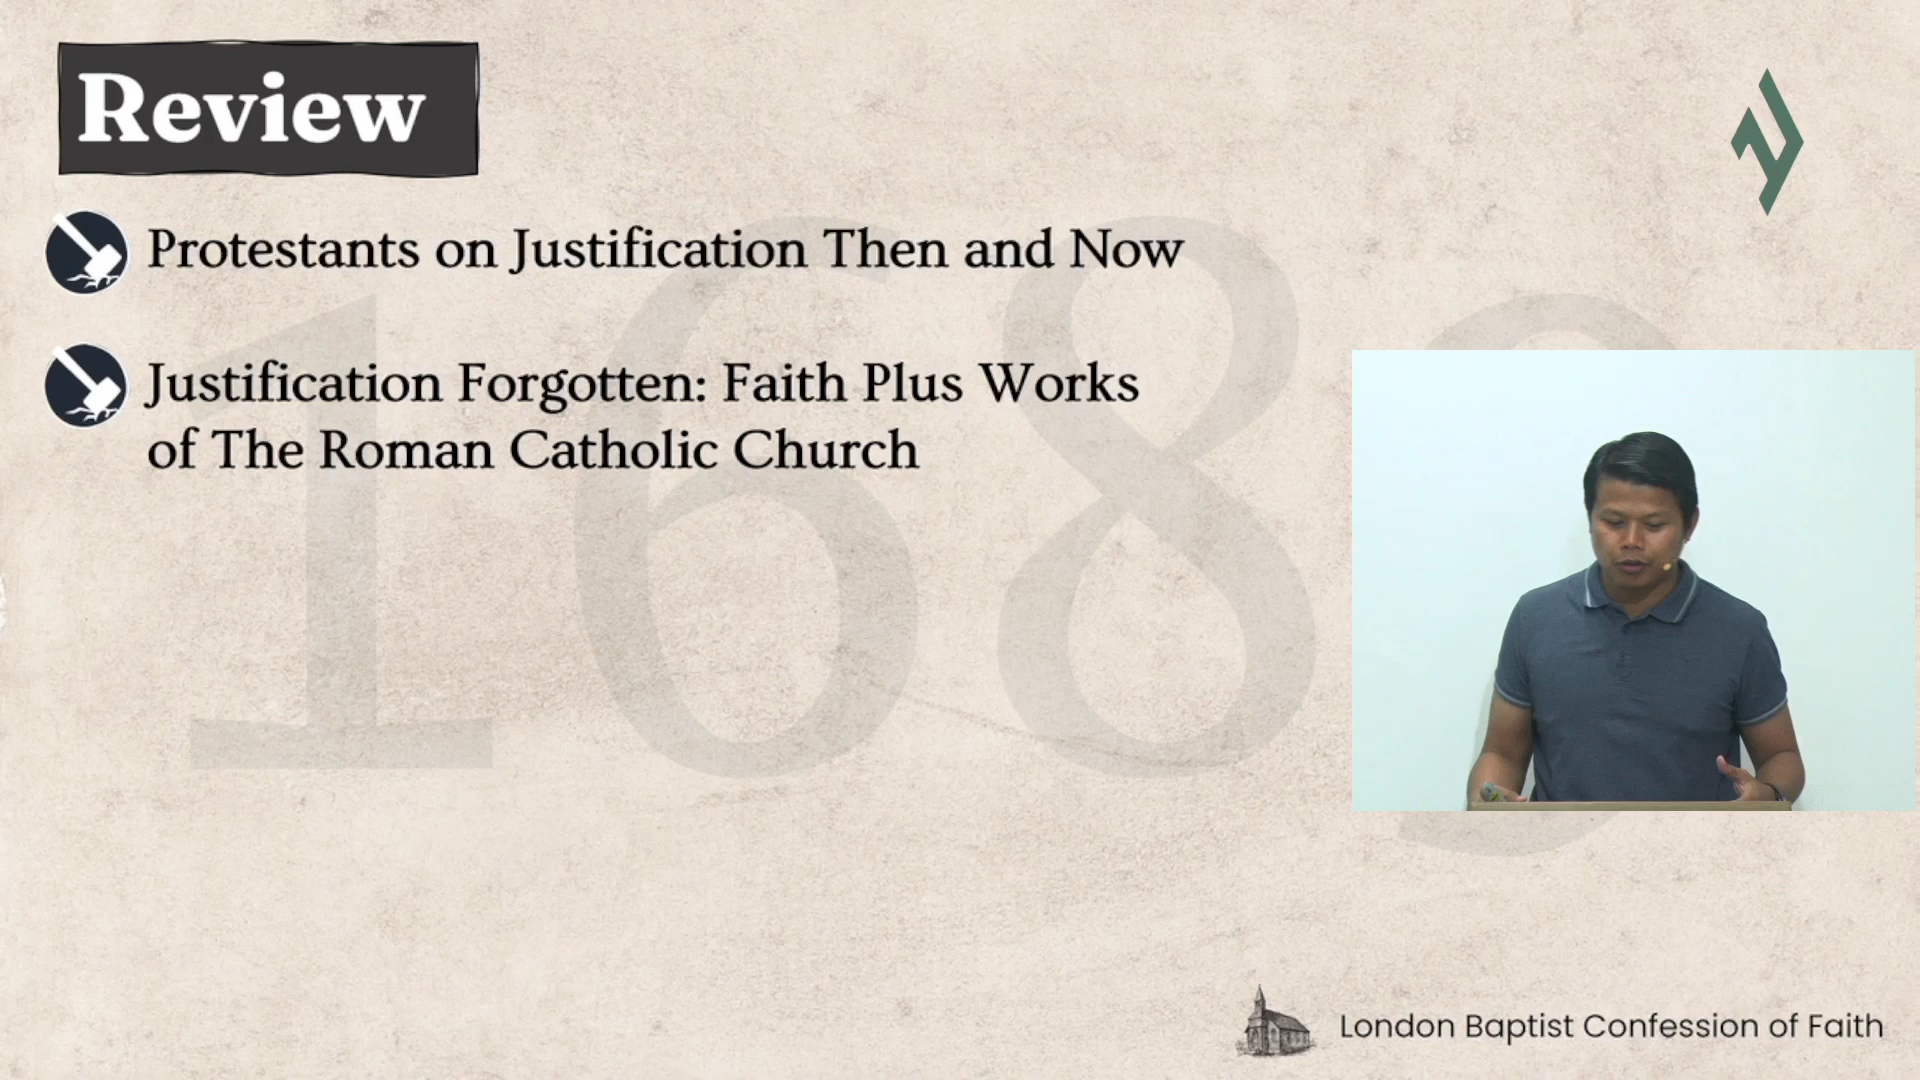 Review
Protestants on Justification Then and Now
Justification Forgotten: Faith Plus Works
of The Roman Catholic Church
1689
London Baptist Confession of Faith